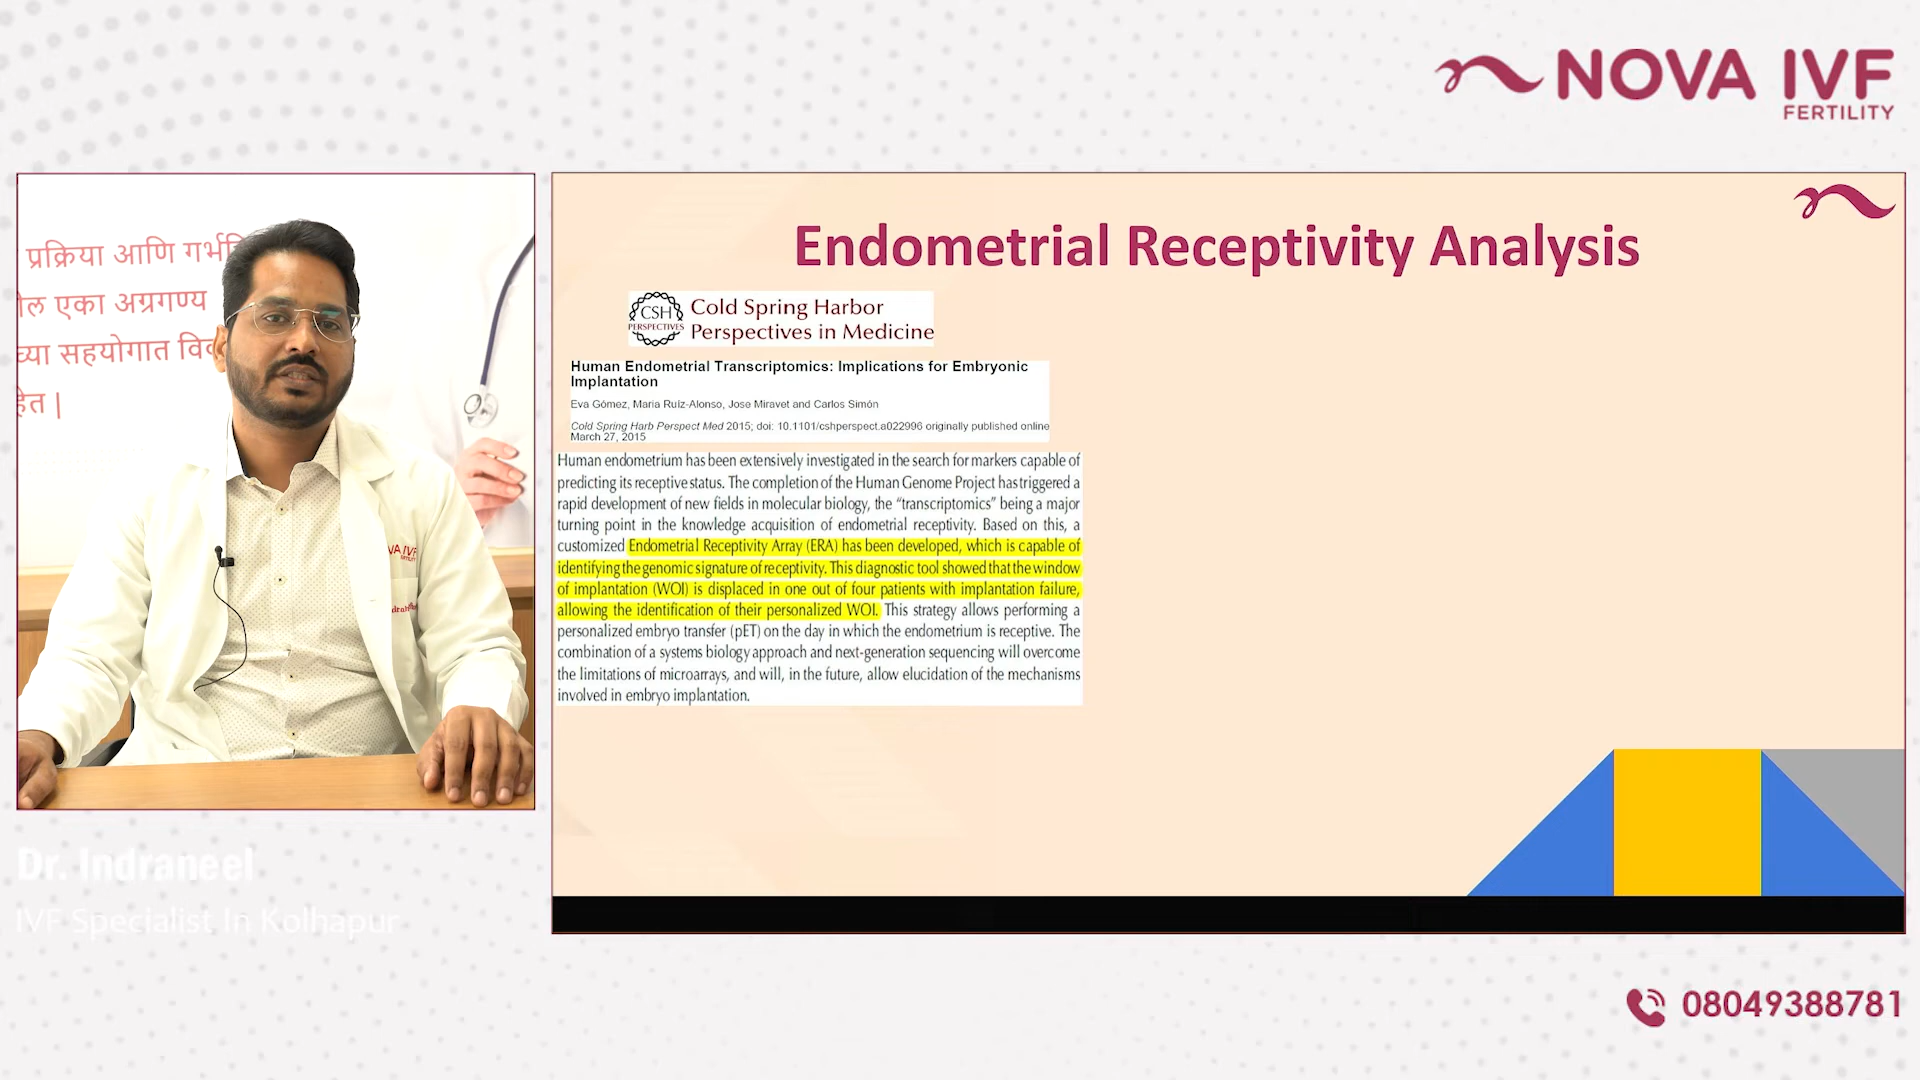 NOVA IVF
FERTILITY
प्रक्रिया आणि
एका अग्रगण्य
च्या सहयोगात
VA IVF
FERTILITY
Dr. Indraneel
IVF Specialist In Kolhapur
Endometrial Receptivity Analysis
CSH
PERSPECTIVES
Cold Spring Harbor
Perspectives in Medicine
Human Endometrial Transcriptomics: Implications for Embryonic
Implantation
Eva Gómez, Maria Ruíz-Alonso, Jose Miravet and Carlos Simón
Cold Spring Harb Perspect Med 2015; doi: 10.1101/cshperspect.a022996 originally published online
March 27, 2015
Human endometrium has been extensively investigated in the search for markers capable of
predicting its receptive status. The completion of the Human Genome Project has triggered a
rapid development of new fields in molecular biology, the “transcriptomics” being a major
turning point in the knowledge acquisition of endometrial receptivity. Based on this, a
customized Endometrial Receptivity Array (ERA) has been developed, which is capable of
identifying the genomic signature of receptivity. This diagnostic tool showed that the window
of implantation (WOI) is displaced in one out of four patients with implantation failure,
allowing the identification of their personalized WOI. This strategy allows performing a
personalized embryo transfer (pET) on the day in which the endometrium is receptive. The
combination of a systems biology approach and next-generation sequencing will overcome
the limitations of microarrays, and will, in the future, allow elucidation of the mechanisms
involved in embryo implantation.
08049388781